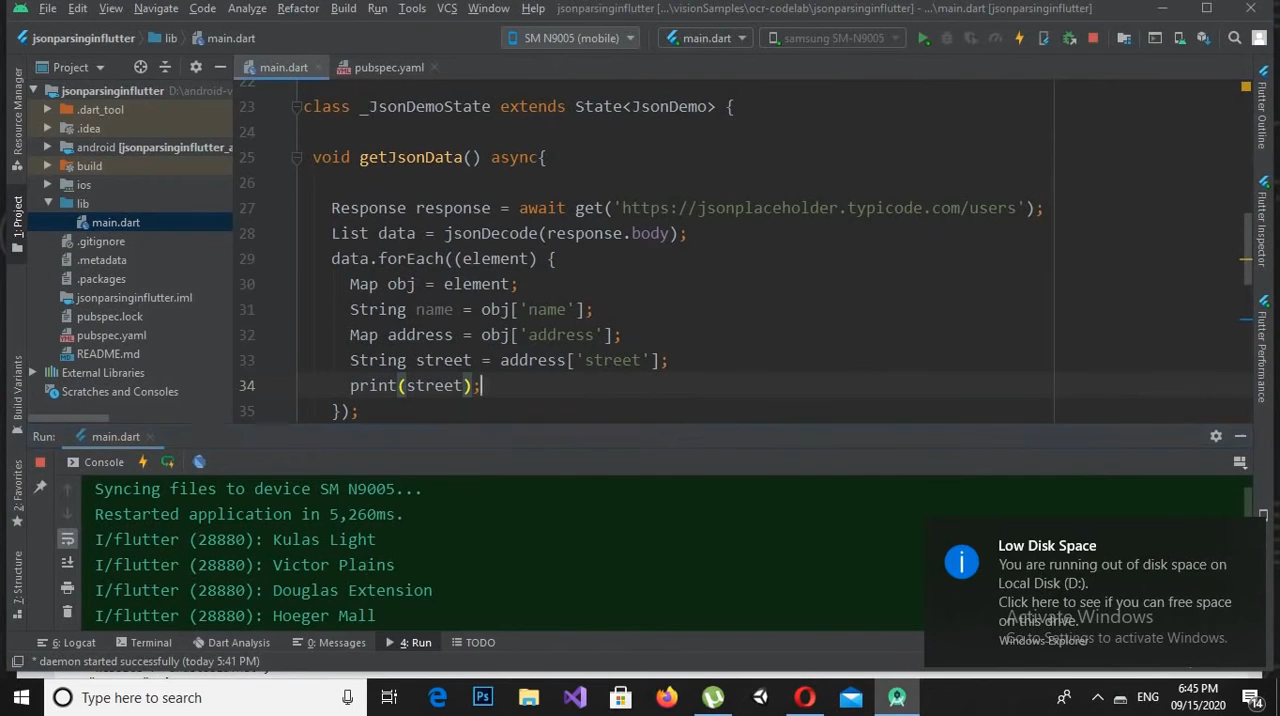 File Edit View Navigate Code Analyze Refactor Build Run Tools VCS Window Help jsonparsinginflutter [...\visionSamples\ocr-codelab\jsonparsinginflutter] - ...\main.dart [jsonparsinginflutter]
jsonparsinginflutter lib main.dart SM N9005 (mobile) main.dart samsung SM-N9005
Project main.dart pubspec.yaml
jsonparsinginflutter D:\android-v
.dart_tool
.idea
android [jsonparsinginflutter_a
build
ios
lib
main.dart
.gitignore
.metadata
.packages
jsonparsinginflutter.iml
pubspec.lock
pubspec.yaml
README.md
External Libraries
Scratches and Consoles
Resource Manager
1: Project
Build Variants
2: Favorites
7: Structure
22
23 class _JsonDemoState extends State<JsonDemo> {
24
25 void getJsonData() async{
26
27 Response response = await get('https://jsonplaceholder.typicode.com/users');
28 List data = jsonDecode(response.body);
29 data.forEach((element) {
30 Map obj = element;
31 String name = obj['name'];
32 Map address = obj['address'];
33 String street = address['street'];
34 print(street);
35 });
Flutter Outline
Flutter Inspector
Flutter Performance
Run: main.dart
Console
Syncing files to device SM N9005...
Restarted application in 5,260ms.
I/flutter (28880): Kulas Light
I/flutter (28880): Victor Plains
I/flutter (28880): Douglas Extension
I/flutter (28880): Hoeger Mall
Low Disk Space
You are running out of disk space on
Local Disk (D:).
Click here to see if you can free space
on this drive.
Windows Explorer
Activate Windows
Go to Settings to activate Windows.
6: Logcat Terminal Dart Analysis 0: Messages 4: Run TODO
* daemon started successfully (today 5:41 PM)
Type here to search
ENG
6:45 PM
09/15/2020
14